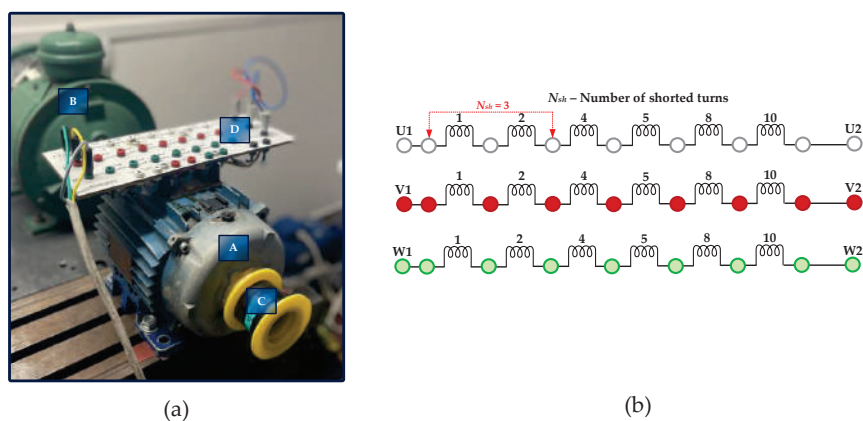 B
D
A
C
(a)
Nsh – Number of shorted turns
Nsh = 3
1 2 4 5 8 10
U1 U2
1 2 4 5 8 10
V1 V2
1 2 4 5 8 10
W1 W2
(b)